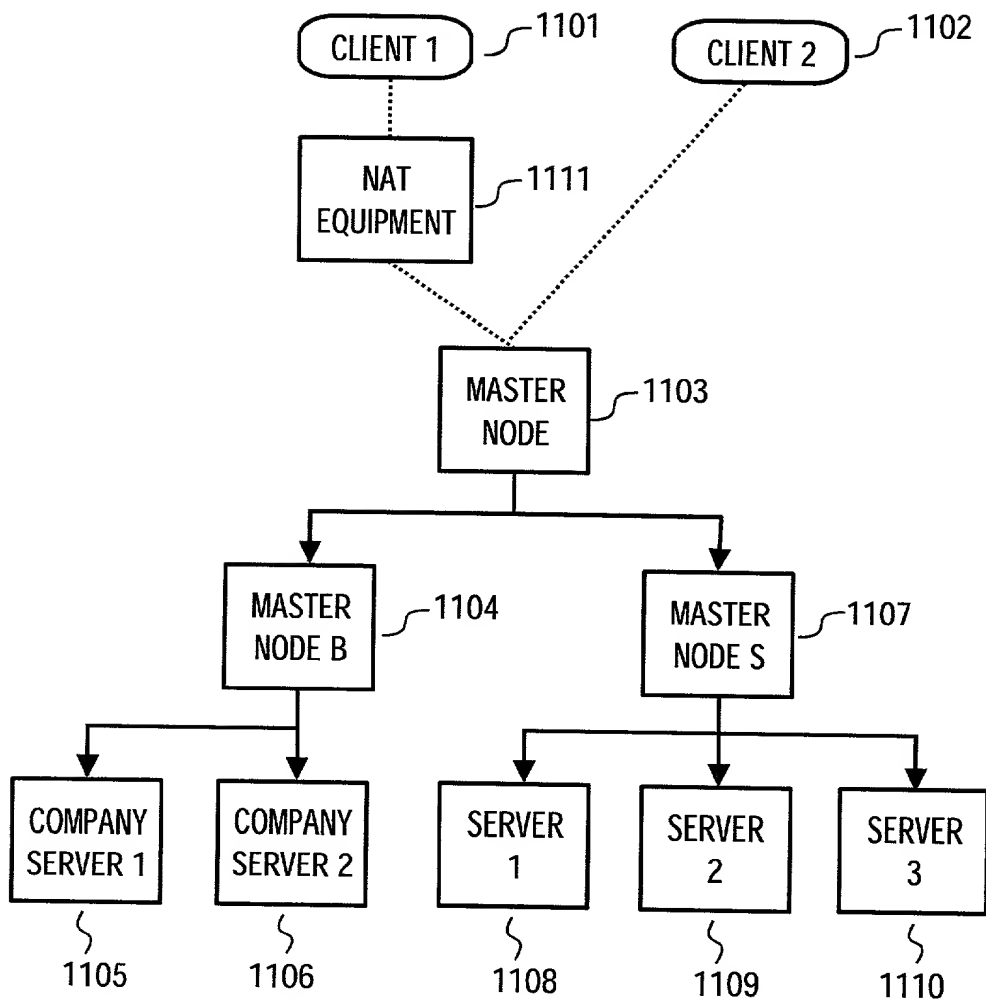 CLIENT 1
1101
CLIENT 2
1102
NAT
EQUIPMENT
1111
MASTER
NODE
1103
MASTER
NODE B
1104
MASTER
NODE S
1107
COMPANY
SERVER 1
COMPANY
SERVER 2
SERVER
1
SERVER
2
SERVER
3
1105
1106
1108
1109
1110